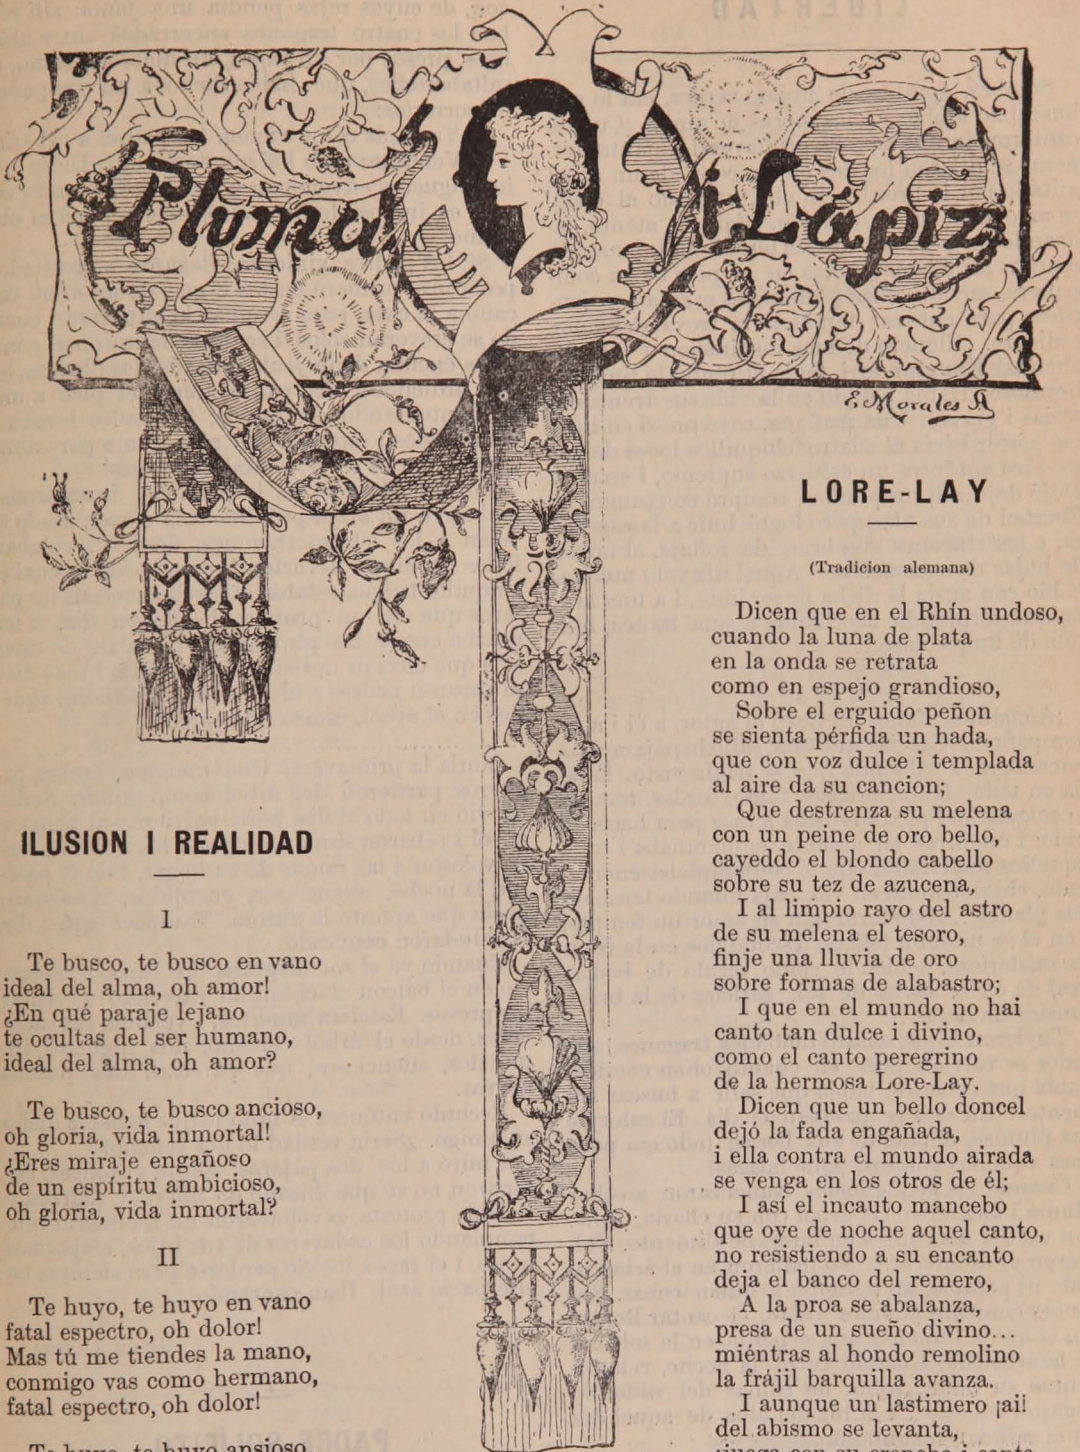 Pluma i Lápiz
E. Morales A
ILUSION I REALIDAD
I
Te busco, te busco en vano
ideal del alma, oh amor!
¿En qué paraje lejano
te ocultas del ser humano,
ideal del alma, oh amor?
Te busco, te busco ancioso,
oh gloria, vida inmortal!
¿Eres miraje engañoso
de un espíritu ambicioso,
oh gloria, vida inmortal?
II
Te huyo, te huyo en vano
fatal espectro, oh dolor!
Mas tú me tiendes la mano,
conmigo vas como hermano,
fatal espectro, oh dolor!
Te huyo, te huyo ansioso
LORE-LAY
(Tradicion alemana)
Dicen que en el Rhín undoso,
cuando la luna de plata
en la onda se retrata
como en espejo grandioso,
Sobre el erguido peñon
se sienta pérfida un hada,
que con voz dulce i templada
al aire da su cancion;
Que destrenza su melena
con un peine de oro bello,
cayeddo el blondo cabello
sobre su tez de azucena,
I al limpio rayo del astro
de su melena el tesoro,
finje una lluvia de oro
sobre formas de alabastro;
I que en el mundo no hai
canto tan dulce i divino,
como el canto peregrino
de la hermosa Lore-Lay.
Dicen que un bello doncel
dejó la fada engañada,
i ella contra el mundo airada
se venga en los otros de él;
I así el incauto mancebo
que oye de noche aquel canto,
no resistiendo a su encanto
deja el banco del remero,
A la proa se abalanza,
presa de un sueño divino...
miéntras al hondo remolino
la frájil barquilla avanza.
I aunque un lastimero ¡ai!
del abismo se levanta,